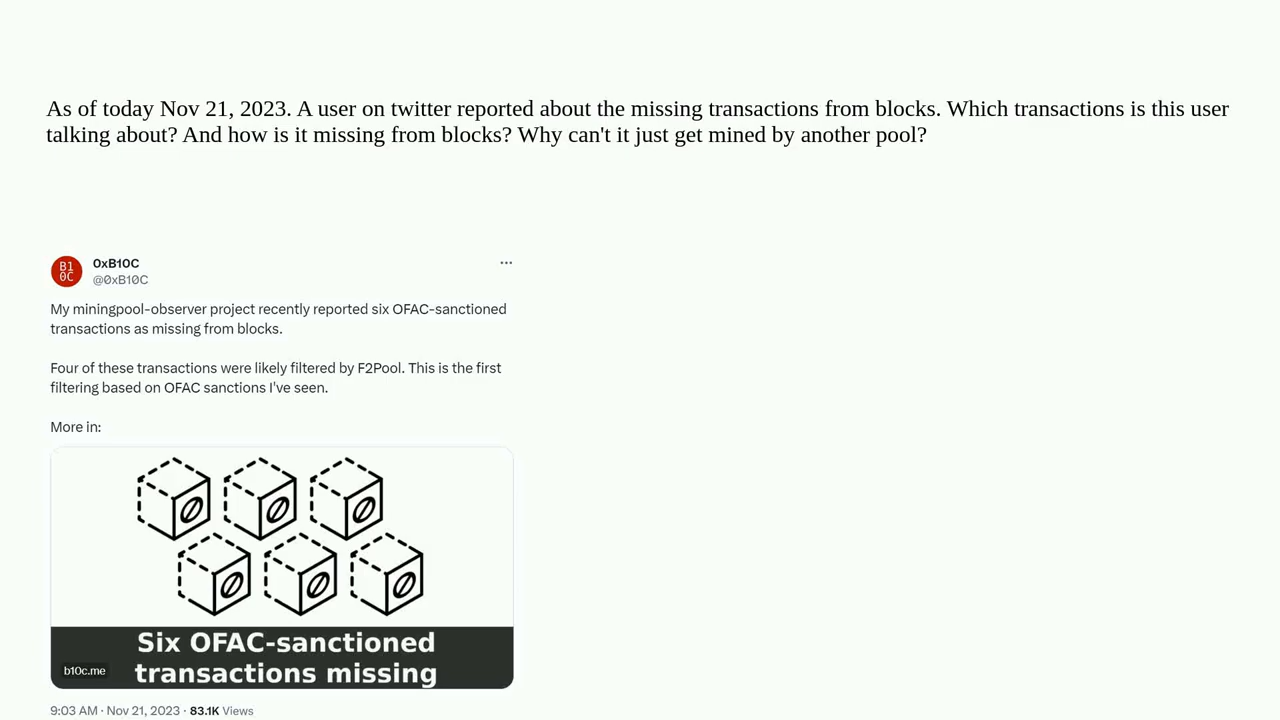 As of today Nov 21, 2023. A user on twitter reported about the missing transactions from blocks. Which transactions is this user
talking about? And how is it missing from blocks? Why can't it just get mined by another pool?
B1
0C
0xB10C
@0xB10C
My miningpool-observer project recently reported six OFAC-sanctioned
transactions as missing from blocks.
Four of these transactions were likely filtered by F2Pool. This is the first
filtering based on OFAC sanctions I've seen.
More in:
Six OFAC-sanctioned
transactions missing
b10c.me
9:03 AM · Nov 21, 2023 · 83.1K Views